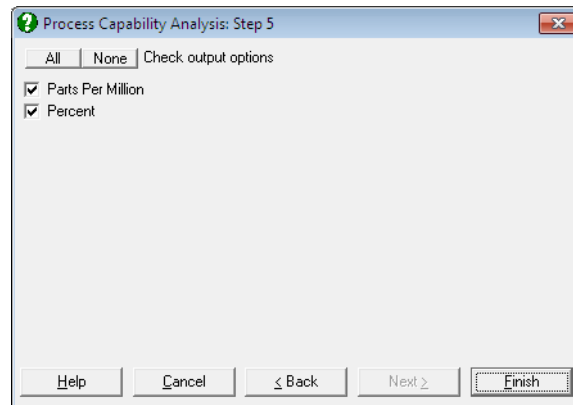 Process Capability Analysis: Step 5
All None Check output options
Parts Per Million
Percent
Help Cancel < Back Next > Finish